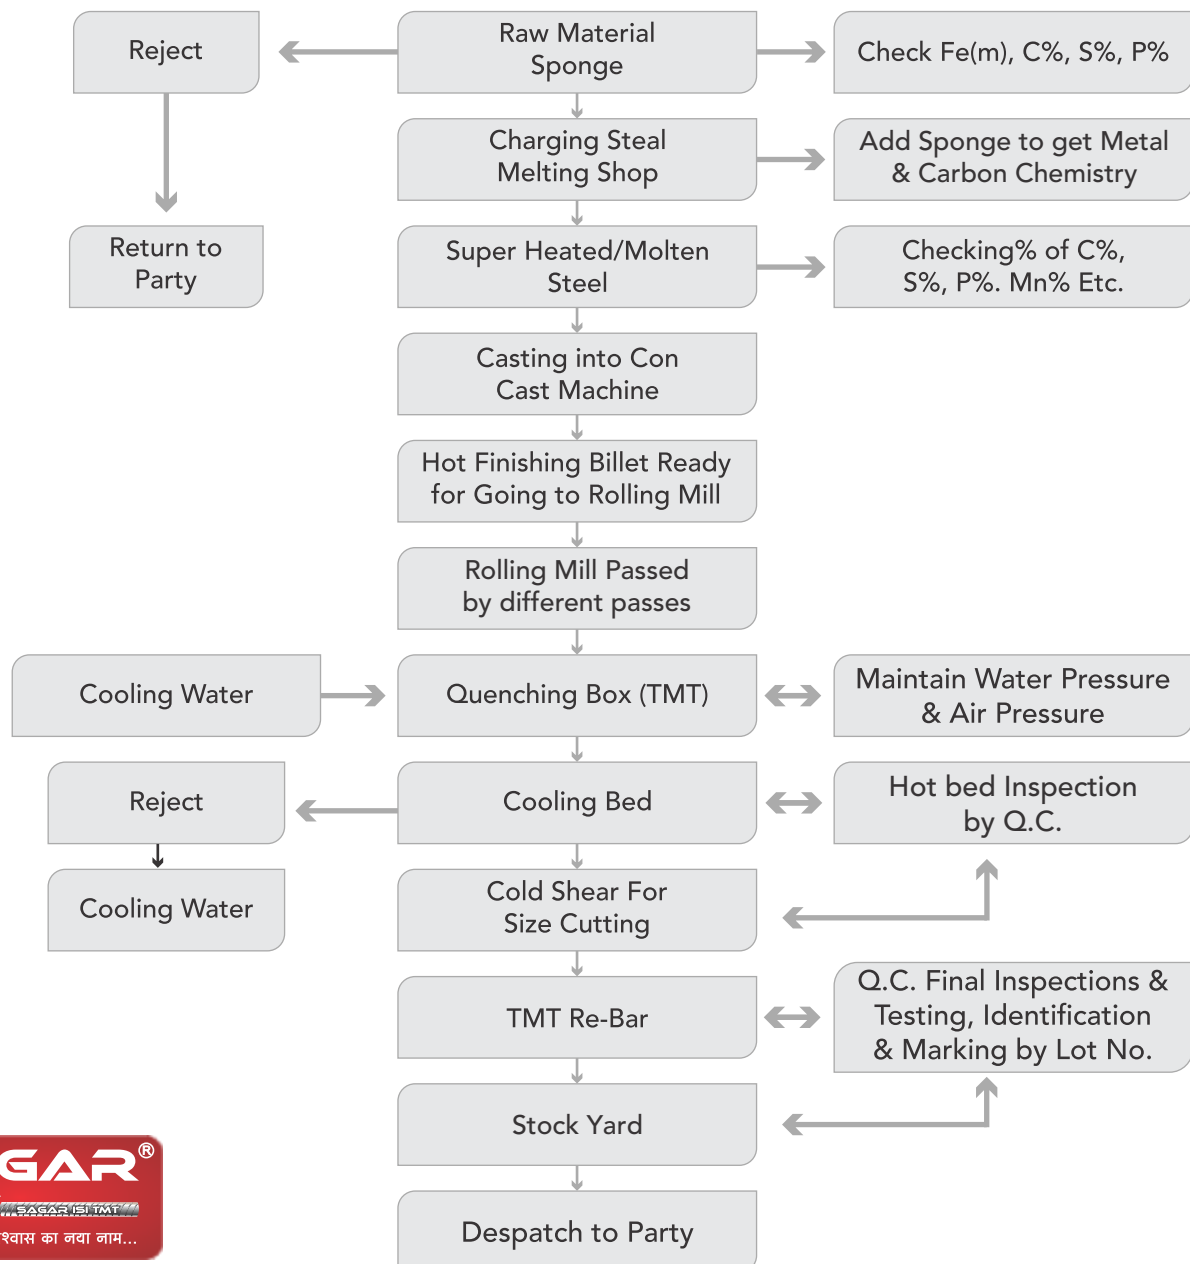 Reject
Raw Material
Sponge
Check Fe(m), C%, S%, P%
Charging Steal
Melting Shop
Add Sponge to get Metal
& Carbon Chemistry
Return to
Party
Super Heated/Molten
Steel
Checking% of C%,
S%, P%. Mn% Etc.
Casting into Con
Cast Machine
Hot Finishing Billet Ready
for Going to Rolling Mill
Rolling Mill Passed
by different passes
Cooling Water
Quenching Box (TMT)
Maintain Water Pressure
& Air Pressure
Reject
Cooling Bed
Hot bed Inspection
by Q.C.
Cooling Water
Cold Shear For
Size Cutting
TMT Re-Bar
Q.C. Final Inspections &
Testing, Identification
& Marking by Lot No.
Stock Yard
GAR®
SAGAR ISI TMT
श्वास का नया नाम...
Despatch to Party